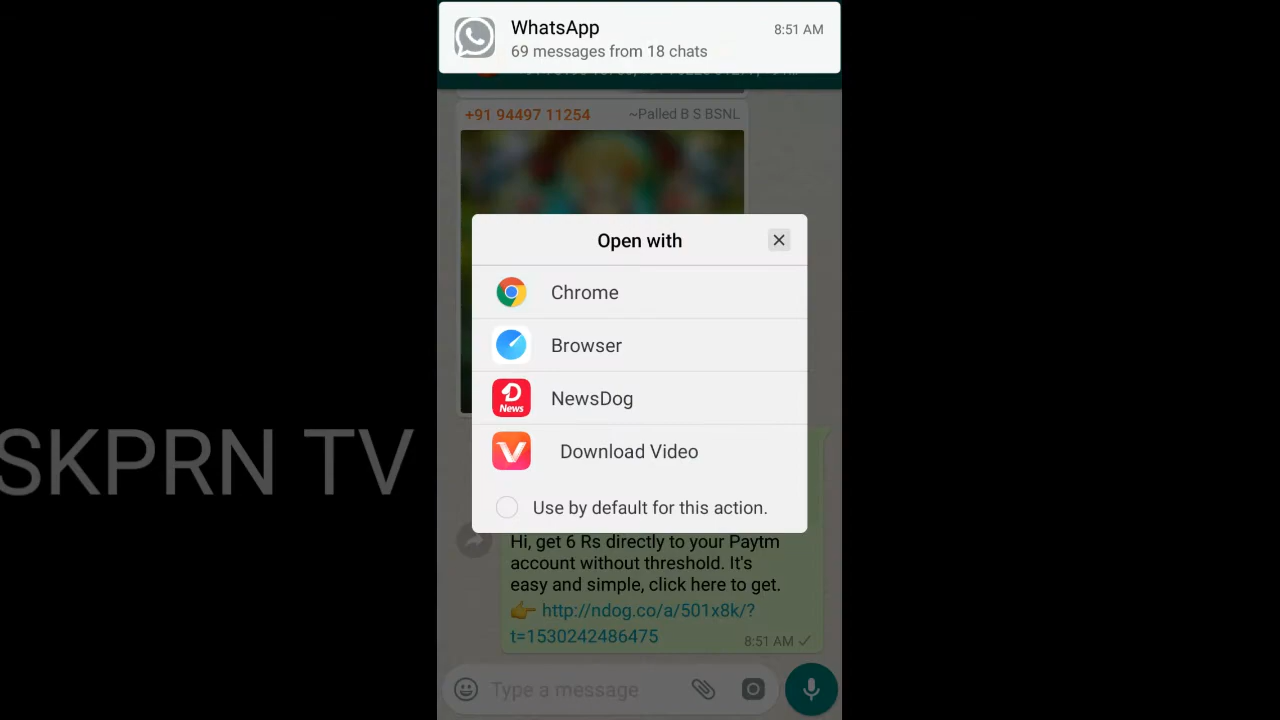 WhatsApp
8:51 AM
69 messages from 18 chats
+91 94497 11254
~Palled B S BSNL
Open with
Chrome
Browser
News
NewsDog
Download Video
Use by default for this action.
SKPRN TV
Hi, get 6 Rs directly to your Paytm
account without threshold. It's
easy and simple, click here to get.
👉 http://ndog.co/a/501x8k/?
t=1530242486475
8:51 AM ✓
Type a message